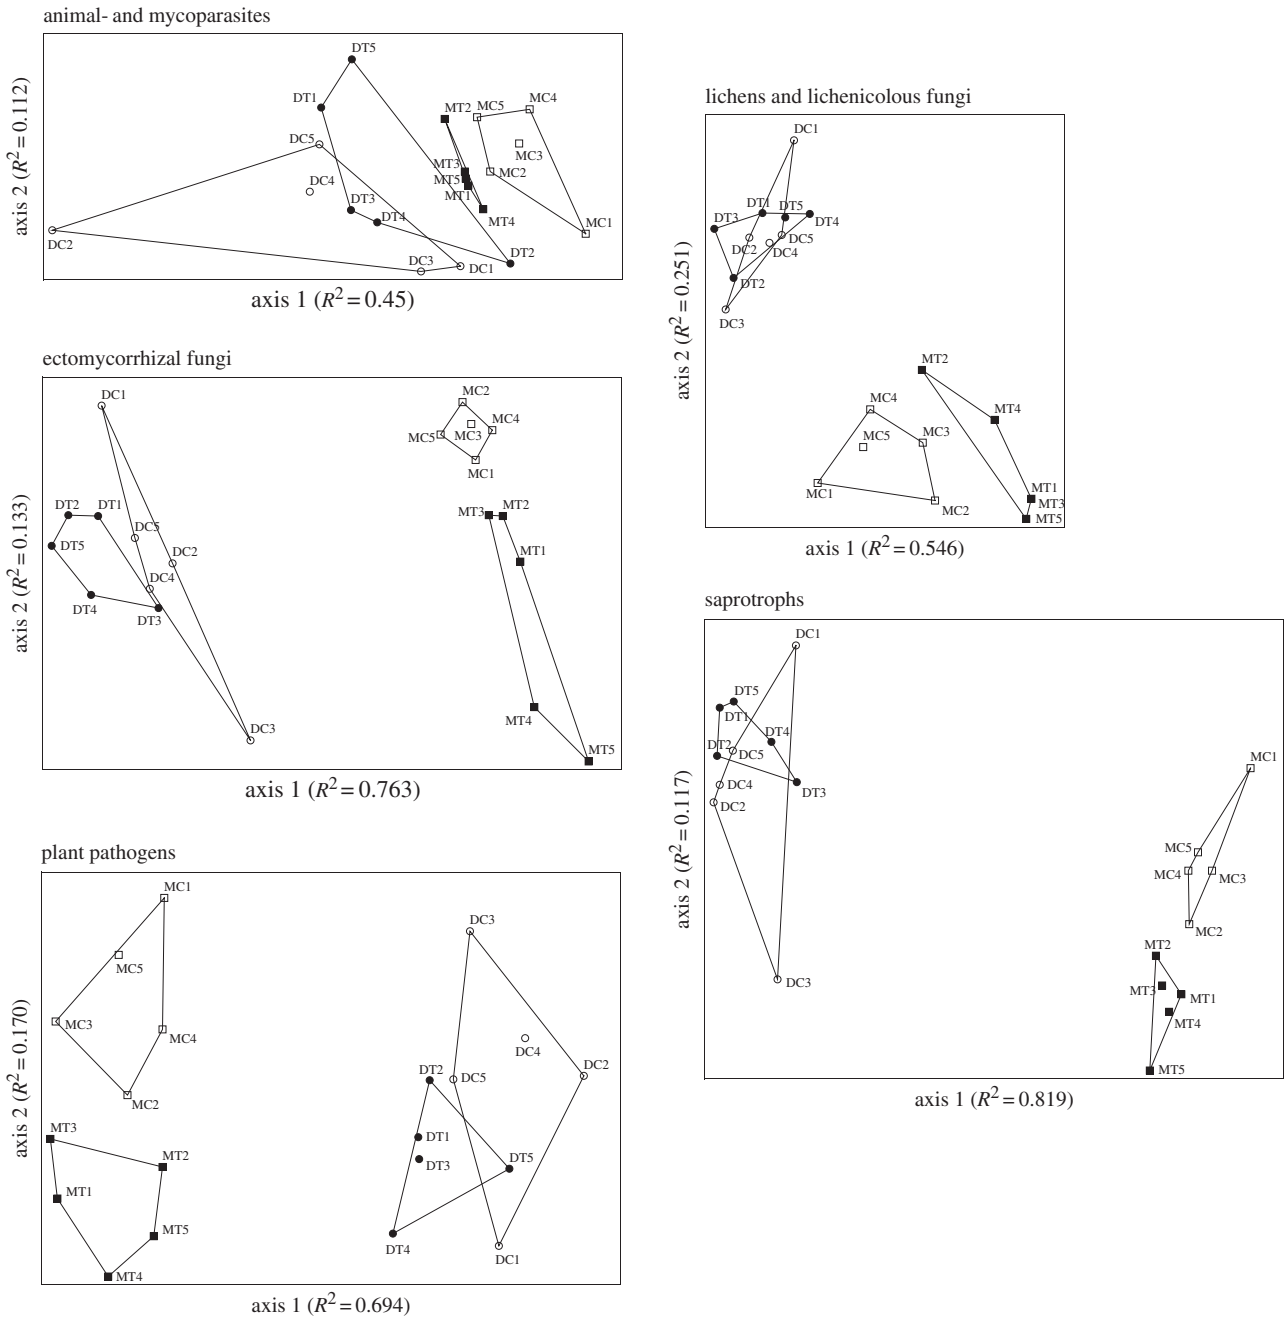 animal- and mycoparasites
axis 2 (R² = 0.112)
DT5
DT1
DC5
DC4
DT3
DT4
DC2
DC3
DC1
DT2
MT2
MC5
MC4
MC3
MT3
MT5
MT1
MC2
MT4
MC1
axis 1 (R² = 0.45)
ectomycorrhizal fungi
axis 2 (R² = 0.133)
DC1
MC2
MC4
MC5
MC3
MC1
DT2
DT1
DC5
DT5
DC2
DC4
DT4
DT3
DC3
MT3
MT2
MT1
MT4
MT5
axis 1 (R² = 0.763)
plant pathogens
axis 2 (R² = 0.170)
MC1
MC5
MC3
MC4
MC2
MT3
MT2
MT1
MT5
MT4
DC3
DC4
DT2
DC5
DC2
DT1
DT3
DT5
DT4
DC1
axis 1 (R² = 0.694)
lichens and lichenicolous fungi
axis 2 (R² = 0.251)
DC1
DT1
DT5
DT3
DT4
DC2
DC5
DC4
DT2
DC3
MT2
MC4
MT4
MC5
MC3
MC1
MC2
MT1
MT3
MT5
axis 1 (R² = 0.546)
saprotrophs
axis 2 (R² = 0.117)
DC1
DT5
DT1
DT4
DT2
DC5
DC4
DT3
DC2
DC3
MC1
MC5
MC4
MC3
MC2
MT2
MT3
MT1
MT4
MT5
axis 1 (R² = 0.819)